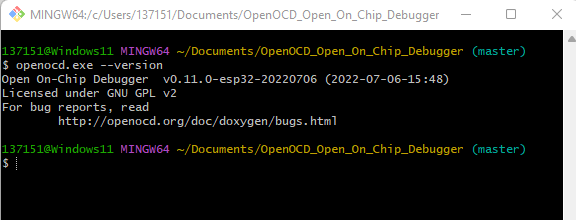 MINGW64:/c/Users/137151/Documents/OpenOCD_Open_On_Chip_Debugger
137151@Windows11 MINGW64 ~/Documents/OpenOCD_Open_On_Chip_Debugger (master)
$ openocd.exe --version
Open On-Chip Debugger  v0.11.0-esp32-20220706 (2022-07-06-15:48)
Licensed under GNU GPL v2
For bug reports, read
        http://openocd.org/doc/doxygen/bugs.html
137151@Windows11 MINGW64 ~/Documents/OpenOCD_Open_On_Chip_Debugger (master)
$